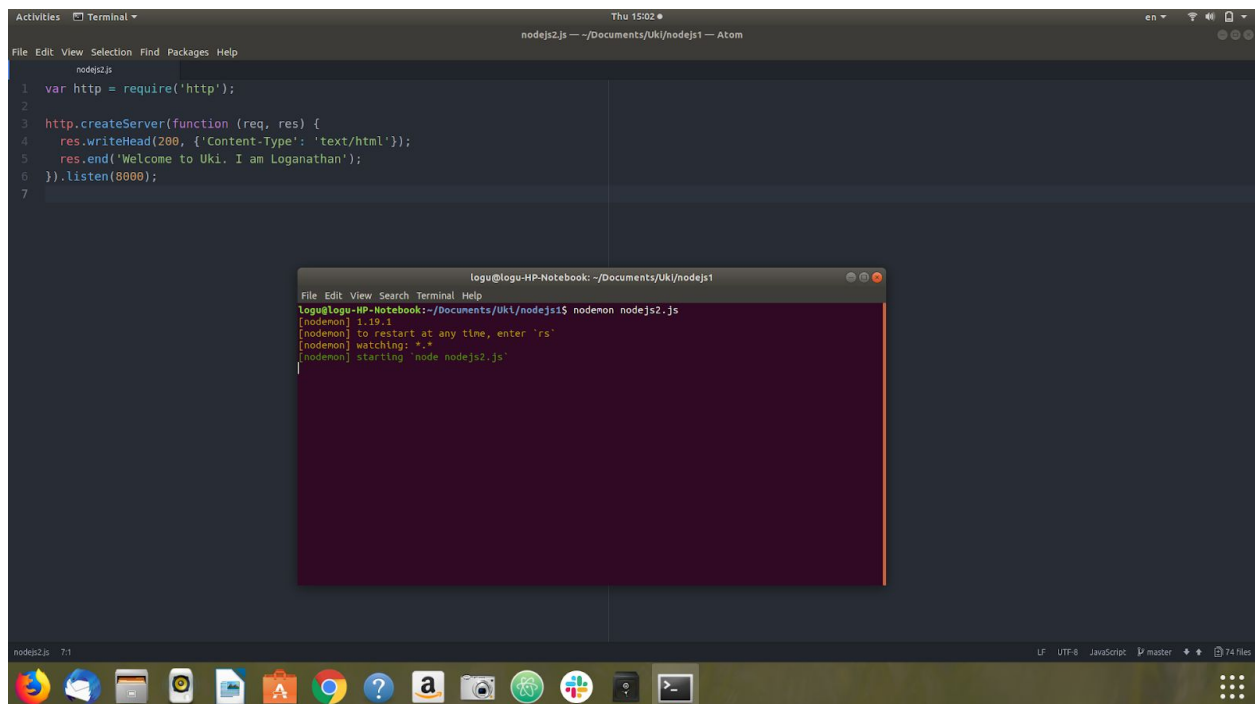 Activities Terminal Thu 15:02 en
nodejs2.js — ~/Documents/Uki/nodejs1 — Atom
File Edit View Selection Find Packages Help
nodejs2.js
1 var http = require('http');
2
3 http.createServer(function (req, res) {
4 res.writeHead(200, {'Content-Type': 'text/html'});
5 res.end('Welcome to Uki. I am Loganathan');
6 }).listen(8000);
7
logu@logu-HP-Notebook: ~/Documents/Uki/nodejs1
File Edit View Search Terminal Help
logu@logu-HP-Notebook:~/Documents/Uki/nodejs1$ nodemon nodejs2.js
[nodemon] 1.19.1
[nodemon] to restart at any time, enter `rs`
[nodemon] watching: *.*
[nodemon] starting `node nodejs2.js`
nodejs2.js 7:1 LF UTF-8 JavaScript master 74 files